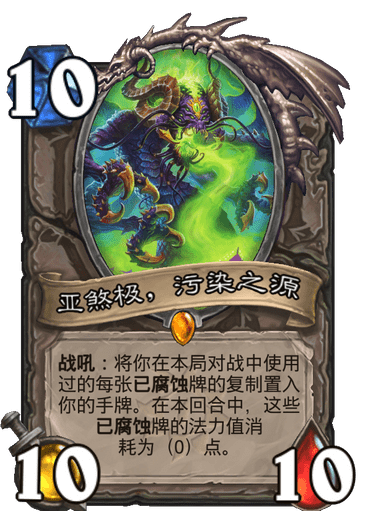 10
亚煞极，污染之源
战吼：将你在本局对战中使用
过的每张已腐蚀牌的复制置入
你的手牌。在本回合中，这些
已腐蚀牌的法力值消
耗为（0）点。
10
10